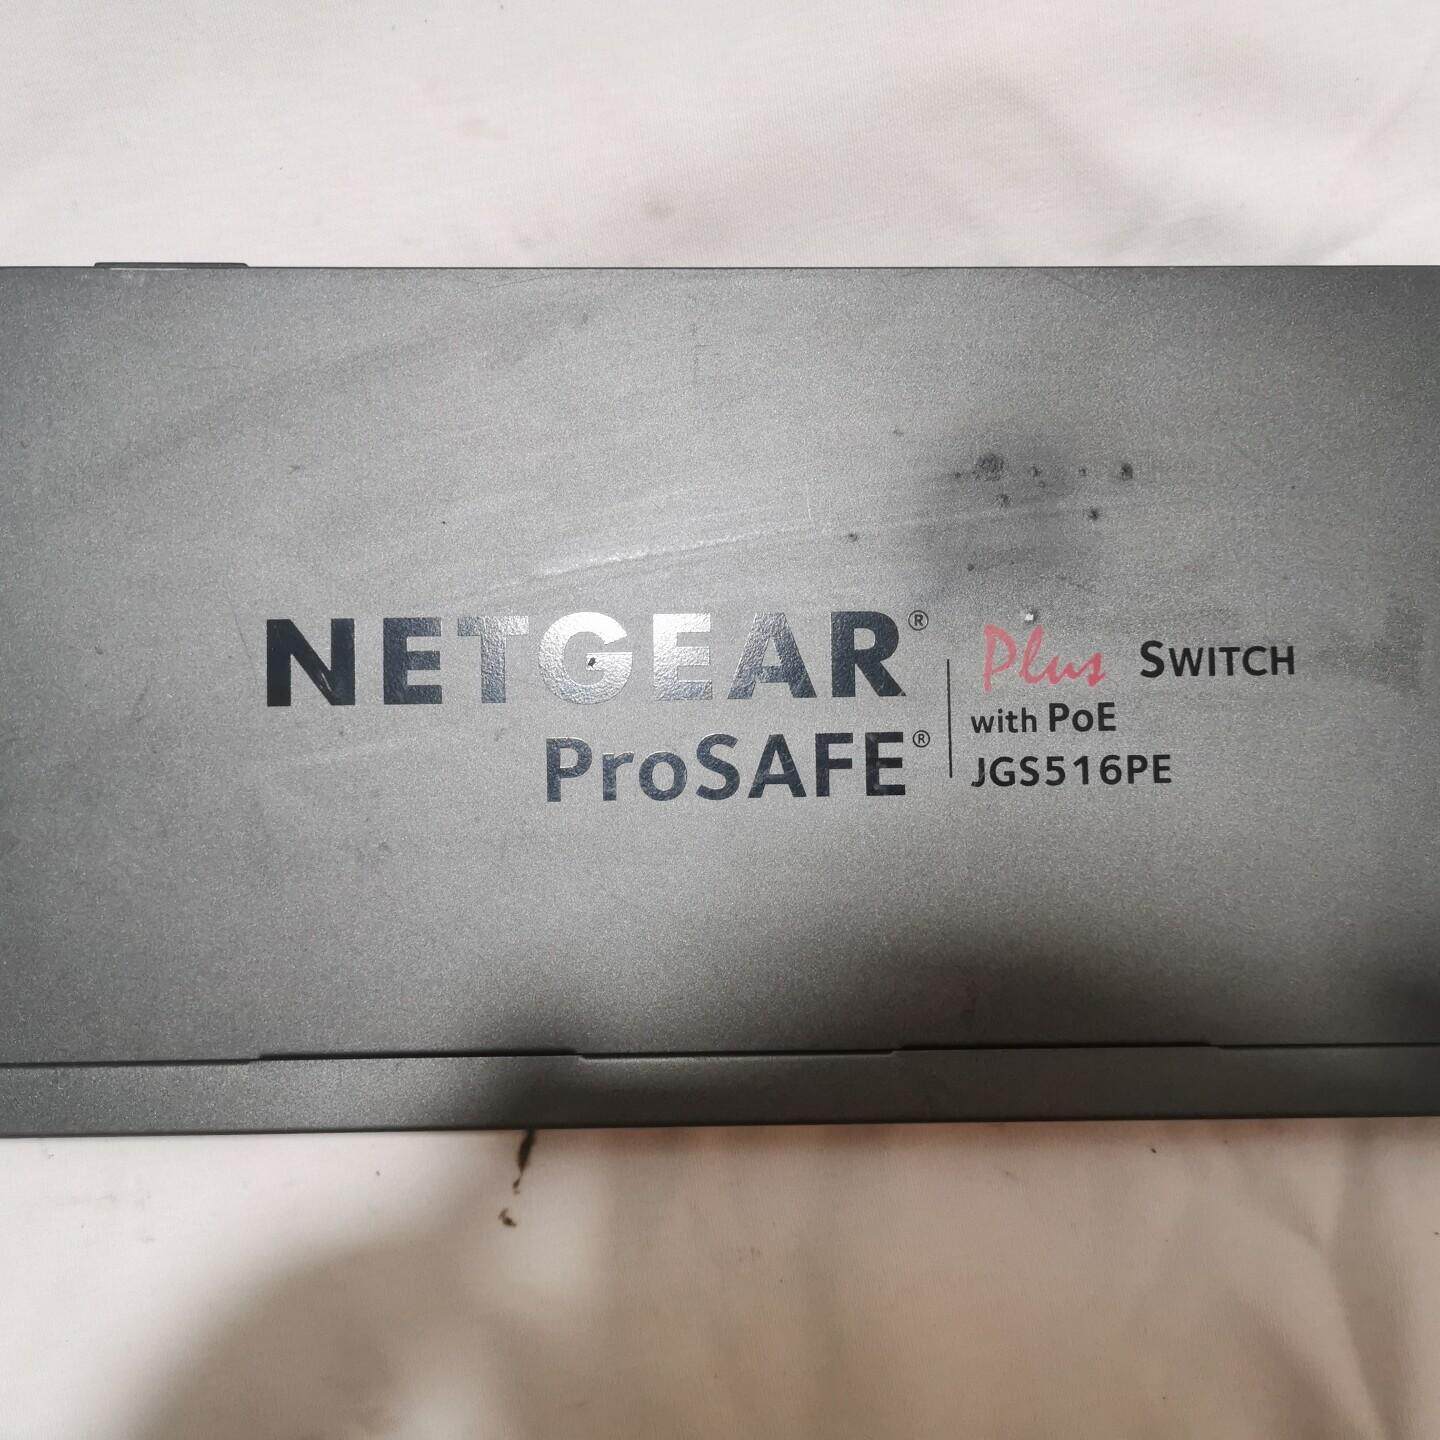 NETGEAR®
ProSAFE®
Plus SWITCH
with PoE
JGS516PE